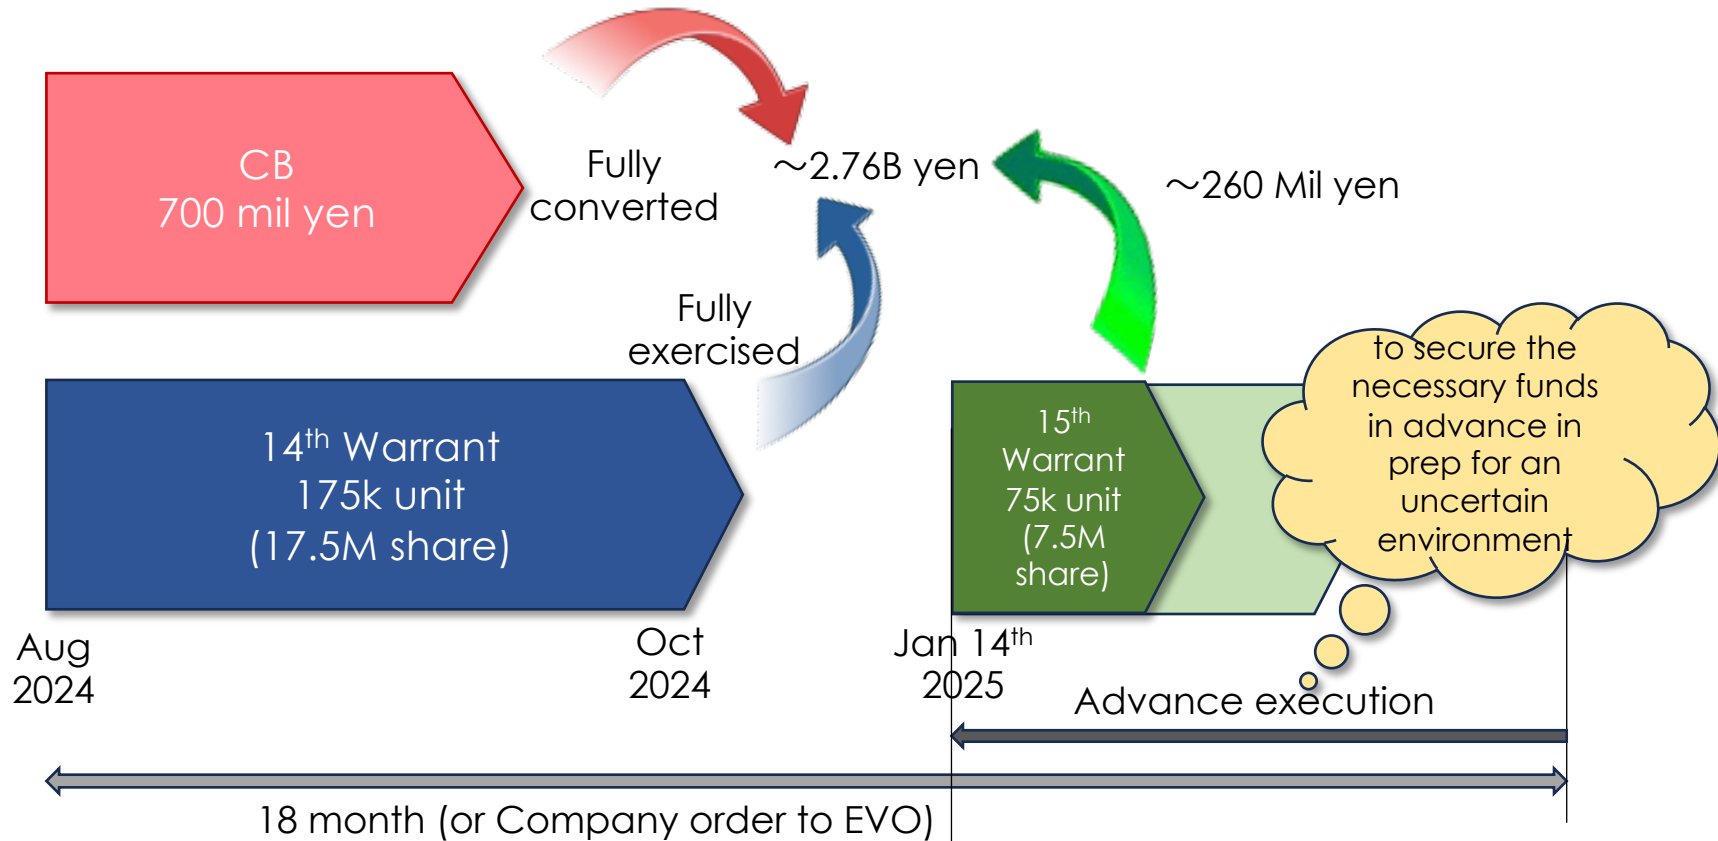 CB
700 mil yen
Fully
converted
～2.76B yen
～260 Mil yen
Fully
exercised
14th Warrant
175k unit
(17.5M share)
15th
Warrant
75k unit
(7.5M
share)
to secure the
necessary funds
in advance in
prep for an
uncertain
environment
Aug
2024
Oct
2024
Jan 14th
2025
Advance execution
18 month (or Company order to EVO)